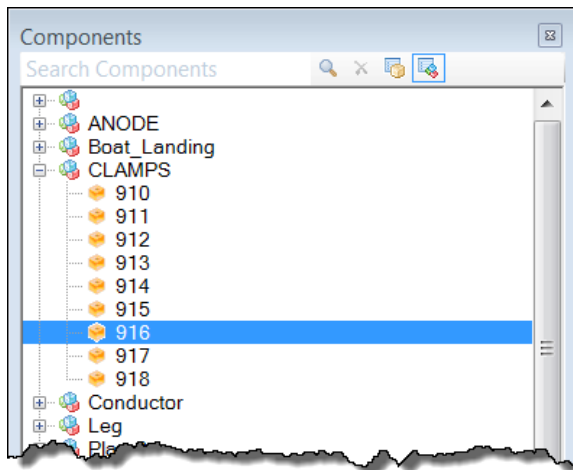 Components
Search Components
ANODE
Boat_Landing
CLAMPS
910
911
912
913
914
915
916
917
918
Conductor
Leg